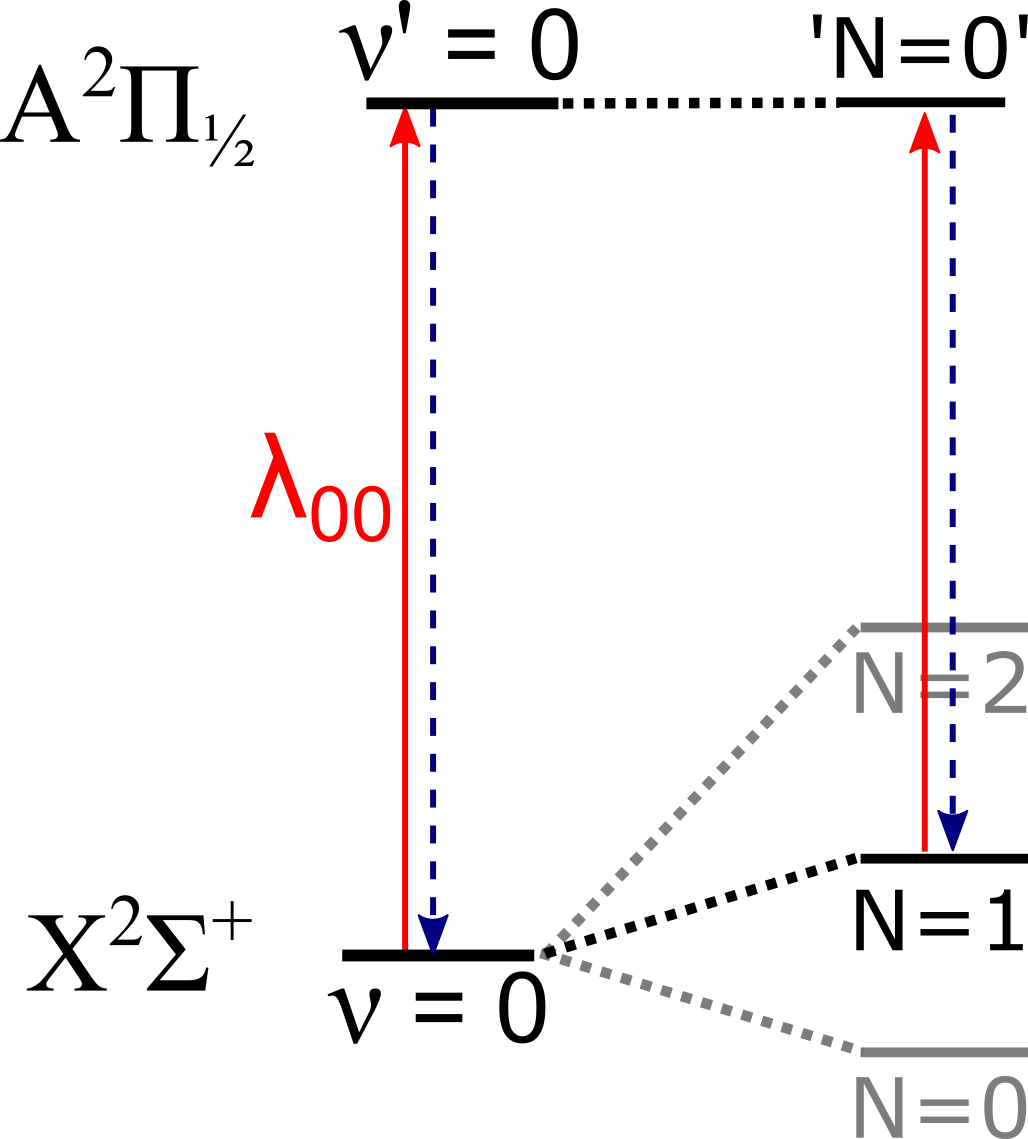 ν' = 0
'N=0'
A²Π½
λ₀₀
N=2
N=1
X²Σ⁺
ν = 0
N=0